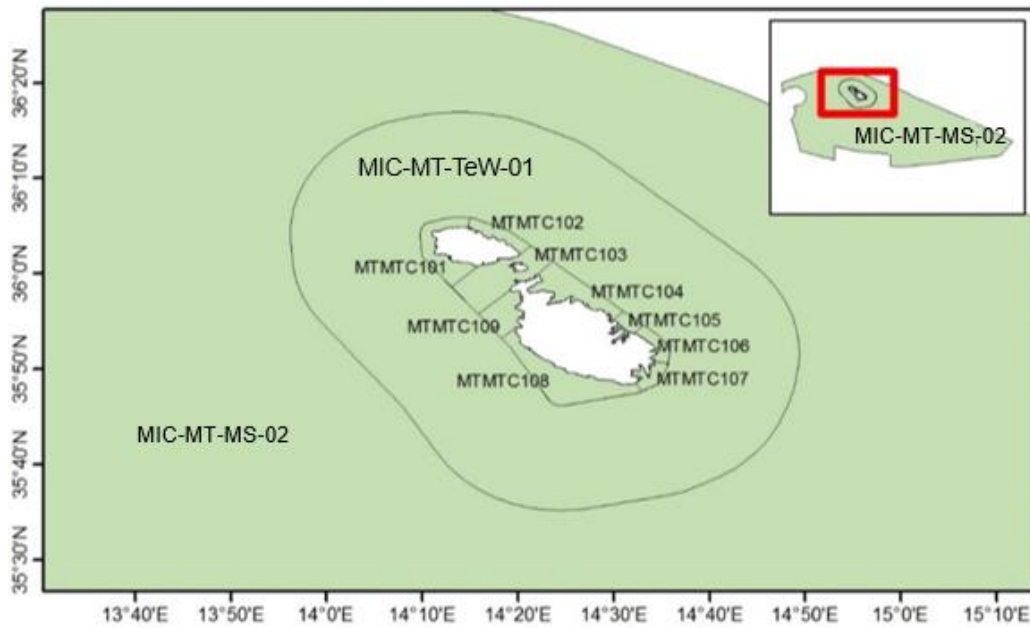 36°20'N
36°10'N
36°0'N
35°50'N
35°40'N
35°30'N
MIC-MT-MS-02
MIC-MT-TeW-01
MTMTC102
MTMTC103
MTMTC101
MTMTC104
MTMTC105
MTMTC109
MTMTC106
MTMTC107
MTMTC108
MIC-MT-MS-02
13°40'E 13°50'E 14°0'E 14°10'E 14°20'E 14°30'E 14°40'E 14°50'E 15°0'E 15°10'E